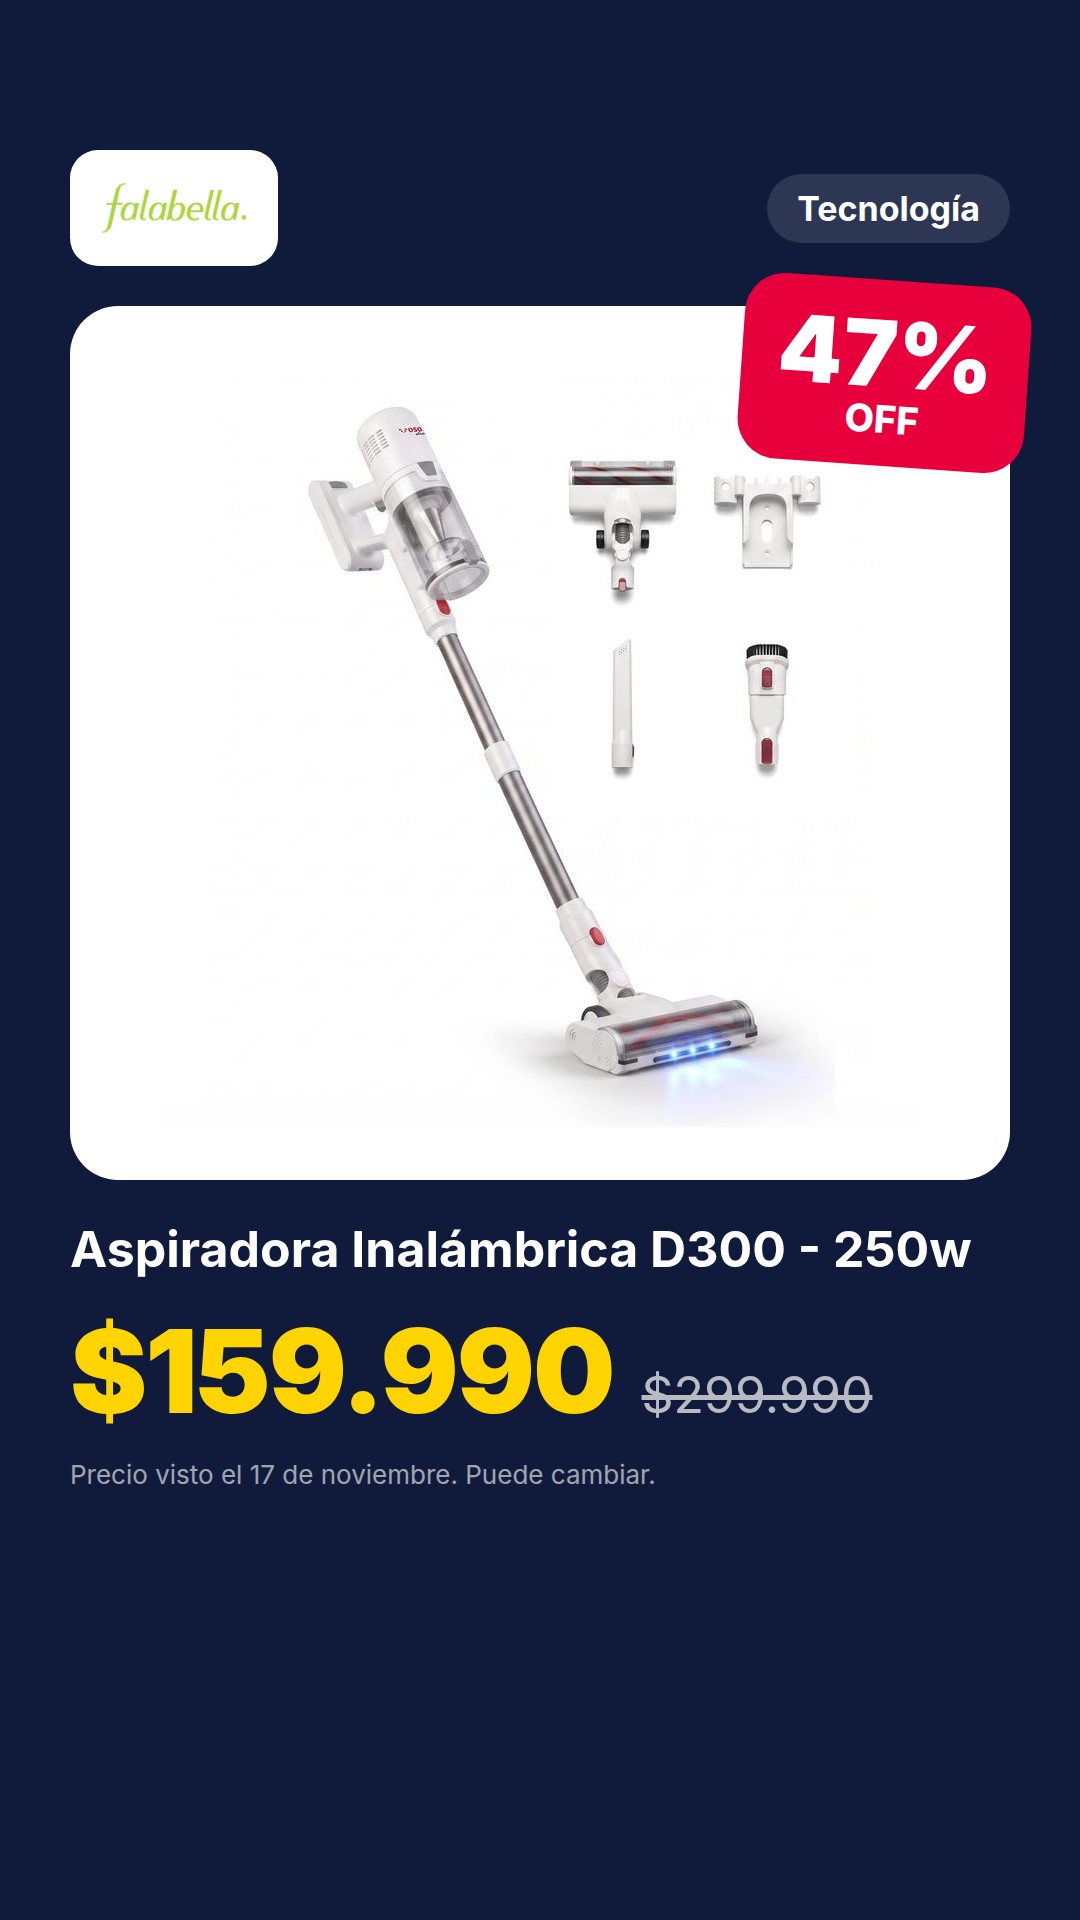 falabella.
Tecnología
47%
OFF
Aspiradora Inalámbrica D300 - 250w
$159.990 $299.990
Precio visto el 17 de noviembre. Puede cambiar.